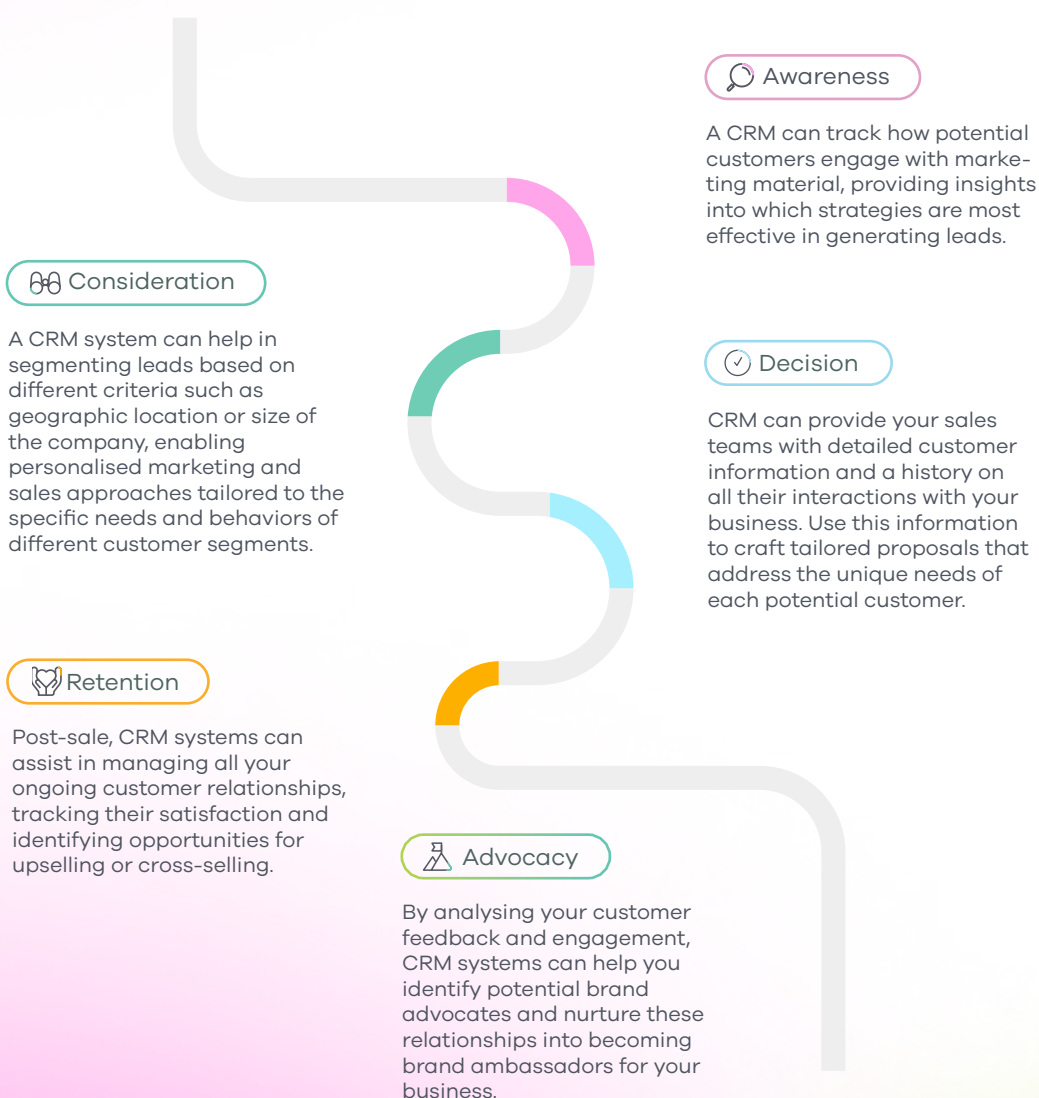 Awareness
A CRM can track how potential
customers engage with marke-
ting material, providing insights
into which strategies are most
effective in generating leads.
Consideration
A CRM system can help in
segmenting leads based on
different criteria such as
geographic location or size of
the company, enabling
personalised marketing and
sales approaches tailored to the
specific needs and behaviors of
different customer segments.
Decision
CRM can provide your sales
teams with detailed customer
information and a history on
all their interactions with your
business. Use this information
to craft tailored proposals that
address the unique needs of
each potential customer.
Retention
Post-sale, CRM systems can
assist in managing all your
ongoing customer relationships,
tracking their satisfaction and
identifying opportunities for
upselling or cross-selling.
Advocacy
By analysing your customer
feedback and engagement,
CRM systems can help you
identify potential brand
advocates and nurture these
relationships into becoming
brand ambassadors for your
business.